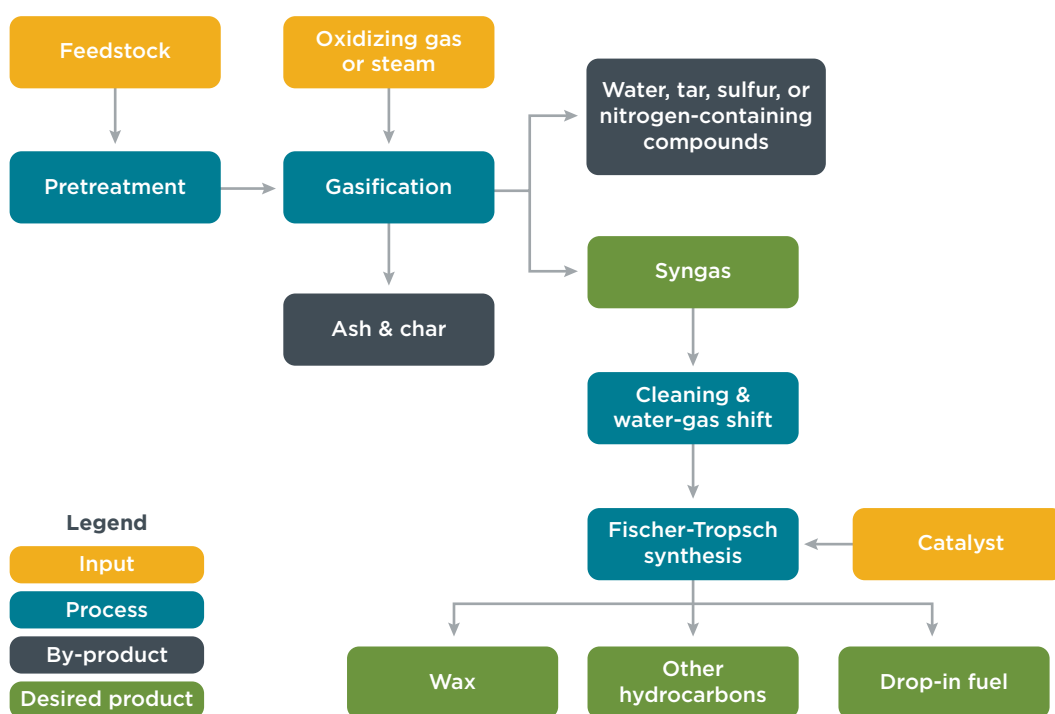 Feedstock
Oxidizing gas
or steam
Water, tar, sulfur, or
nitrogen-containing
compounds
Pretreatment
Gasification
Syngas
Ash & char
Cleaning &
water-gas shift
Fischer-Tropsch
synthesis
Catalyst
Wax
Other
hydrocarbons
Drop-in fuel
Legend
Input
Process
By-product
Desired product